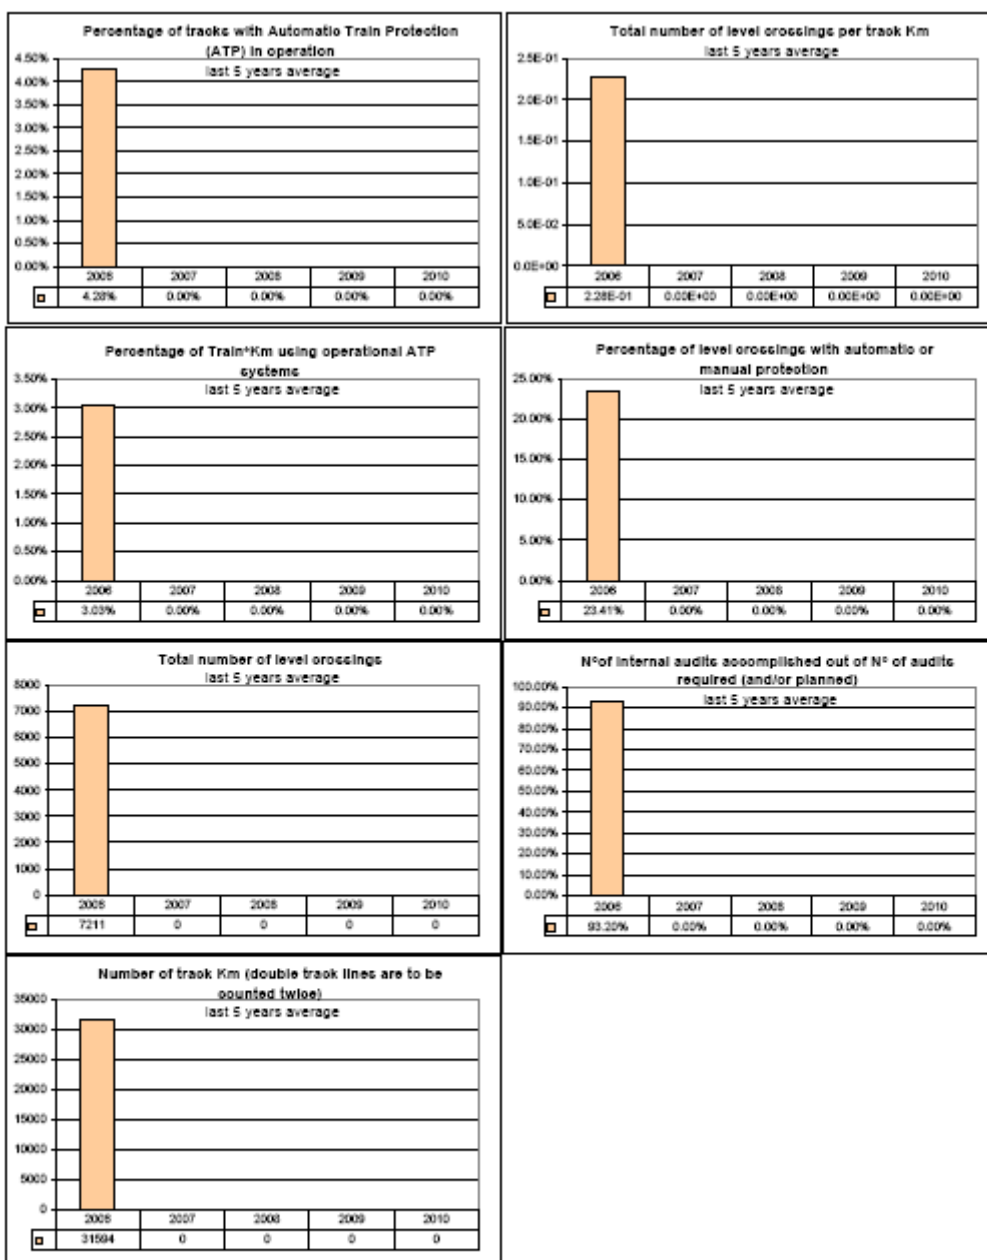 Percentage of tracks with Automatic Train Protection
(ATP) in operation
last 5 years average
4.50%
4.00%
3.50%
3.00%
2.50%
2.00%
1.50%
1.00%
0.50%
0.00%
2006 2007 2008 2009 2010
4.28% 0.00% 0.00% 0.00% 0.00%
Total number of level crossings per track Km
last 5 years average
2.5E-01
2.0E-01
1.5E-01
1.0E-01
5.0E-02
0.0E+00
2006 2007 2008 2009 2010
2.28E-01 0.00E+00 0.00E+00 0.00E+00 0.00E+00
Percentage of Train*Km using operational ATP
systems
last 5 years average
3.50%
3.00%
2.50%
2.00%
1.50%
1.00%
0.50%
0.00%
2006 2007 2008 2009 2010
3.03% 0.00% 0.00% 0.00% 0.00%
Percentage of level crossings with automatic or
manual protection
last 5 years average
25.00%
20.00%
15.00%
10.00%
5.00%
0.00%
2006 2007 2008 2009 2010
23.41% 0.00% 0.00% 0.00% 0.00%
Total number of level crossings
last 5 years average
8000
7000
6000
5000
4000
3000
2000
1000
0
2006 2007 2008 2009 2010
7211 0 0 0 0
N°of internal audits accomplished out of N° of audits
required (and/or planned)
last 5 years average
100.00%
90.00%
80.00%
70.00%
60.00%
50.00%
40.00%
30.00%
20.00%
10.00%
0.00%
2006 2007 2008 2009 2010
93.20% 0.00% 0.00% 0.00% 0.00%
Number of track Km (double track lines are to be
counted twice)
last 5 years average
35000
30000
25000
20000
15000
10000
5000
0
2006 2007 2008 2009 2010
31594 0 0 0 0